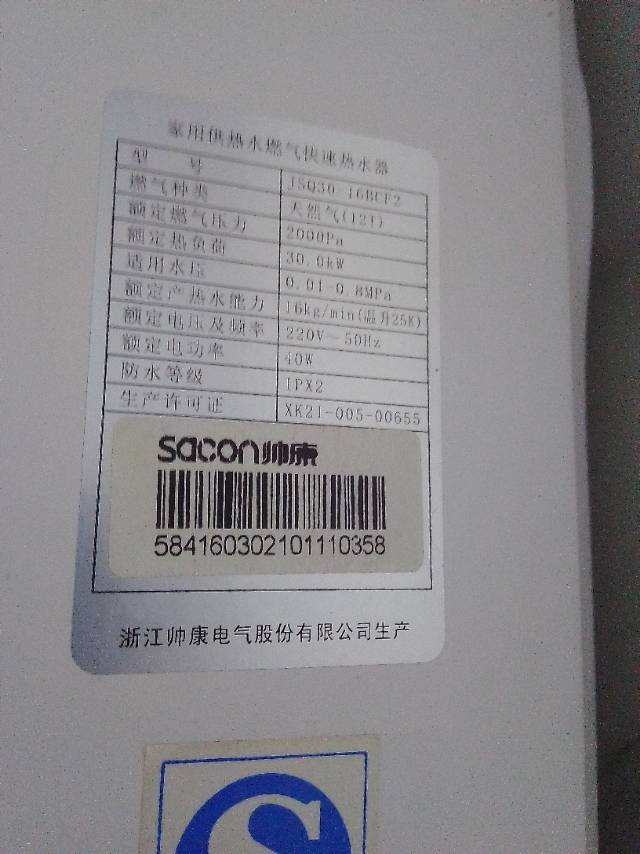 家用供热水燃气快速热水器
型 号 JSQ30-16BCF2
燃气种类 天然气(12T)
额定燃气压力 2000Pa
额定热负荷 30.0kW
适用水压 0.01-0.8MPa
额定产热水能力 16kg/min(温升25K)
额定电压及频率 220V~50Hz
额定电功率 40W
防水等级 IPX2
生产许可证 XK21-005-00655
sacon帅康
584160302101110358
浙江帅康电气股份有限公司生产